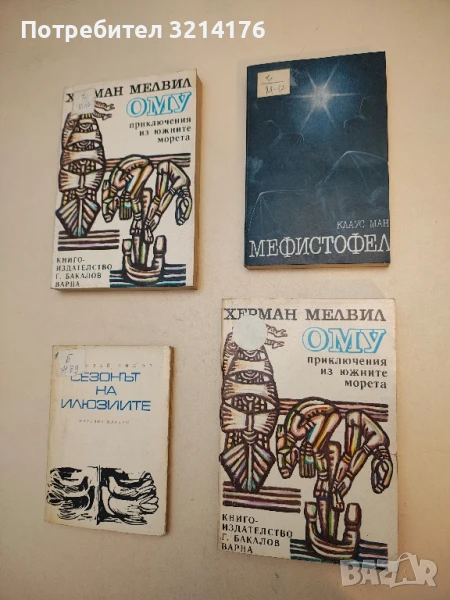 Потребител 3214176
ХЕРМАН МЕЛВИЛ
ОМУ
приключения
из южните
морета
КНИГО-
ИЗДАТЕЛСТВО
Г. БАКАЛОВ
ВАРНА
КЛАУС МАН
МЕФИСТОФЕЛ
СЕЗОНЪТ
НА
ИЛЮЗИИТЕ
ХЕРМАН МЕЛВИЛ
ОМУ
приключения
из южните
морета
КНИГО-
ИЗДАТЕЛСТВО
Г. БАКАЛОВ
ВАРНА
BAZAR